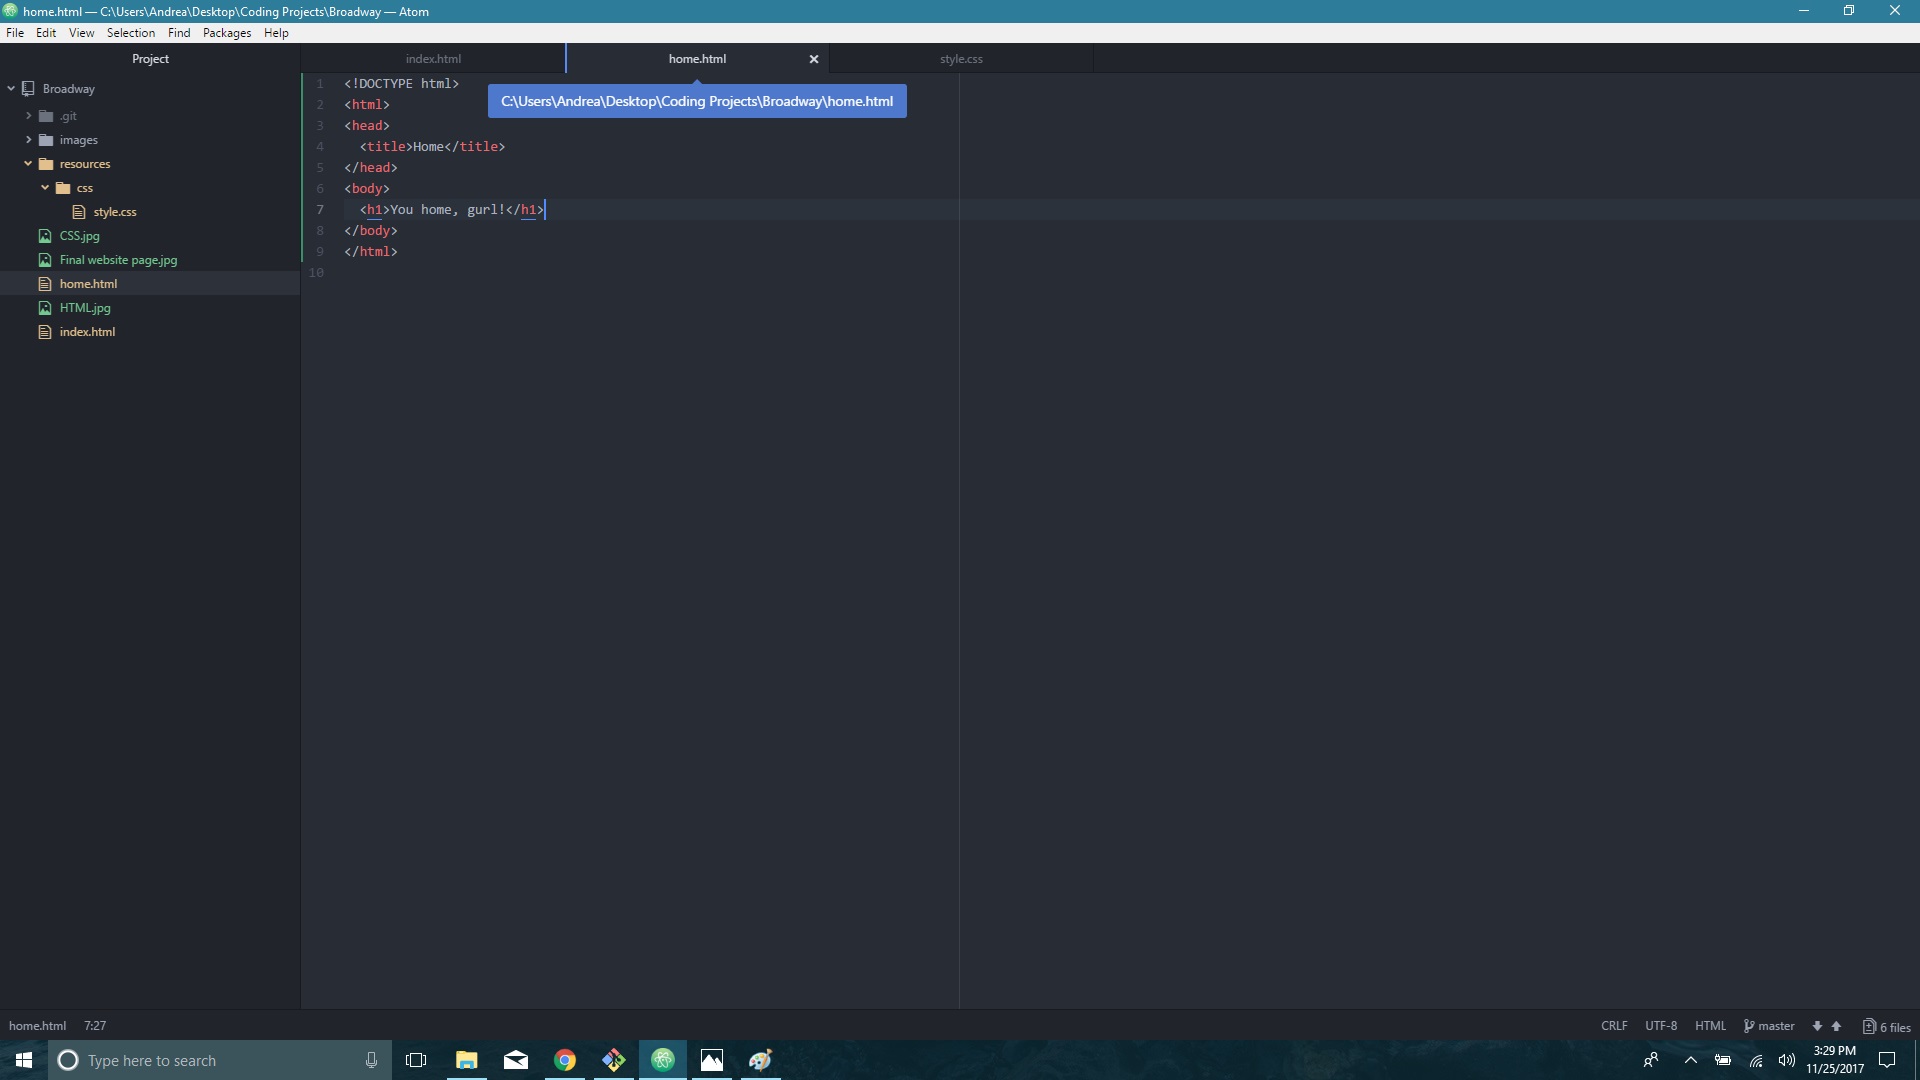 home.html — C:\Users\Andrea\Desktop\Coding Projects\Broadway — Atom
File Edit View Selection Find Packages Help
Project
index.html
home.html
style.css
Broadway
.git
images
resources
css
style.css
CSS.jpg
Final website page.jpg
home.html
HTML.jpg
index.html
1 <!DOCTYPE html>
2 <html>
3 <head>
4 <title>Home</title>
5 </head>
6 <body>
7 <h1>You home, gurl!</h1>
8 </body>
9 </html>
10
C:\Users\Andrea\Desktop\Coding Projects\Broadway\home.html
home.html 7:27
CRLF UTF-8 HTML master 6 files
Type here to search
3:29 PM
11/25/2017